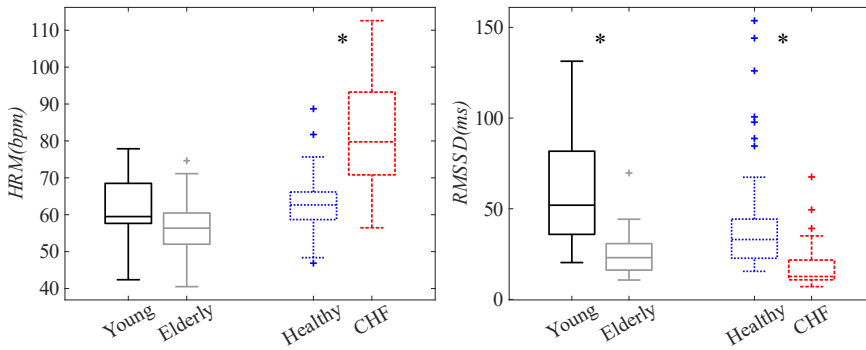 HRM(bpm)
110
100
90
80
70
60
50
40
*
Young
Elderly
Healthy
CHF
RMSSD(ms)
150
100
50
0
*
*
Young
Elderly
Healthy
CHF